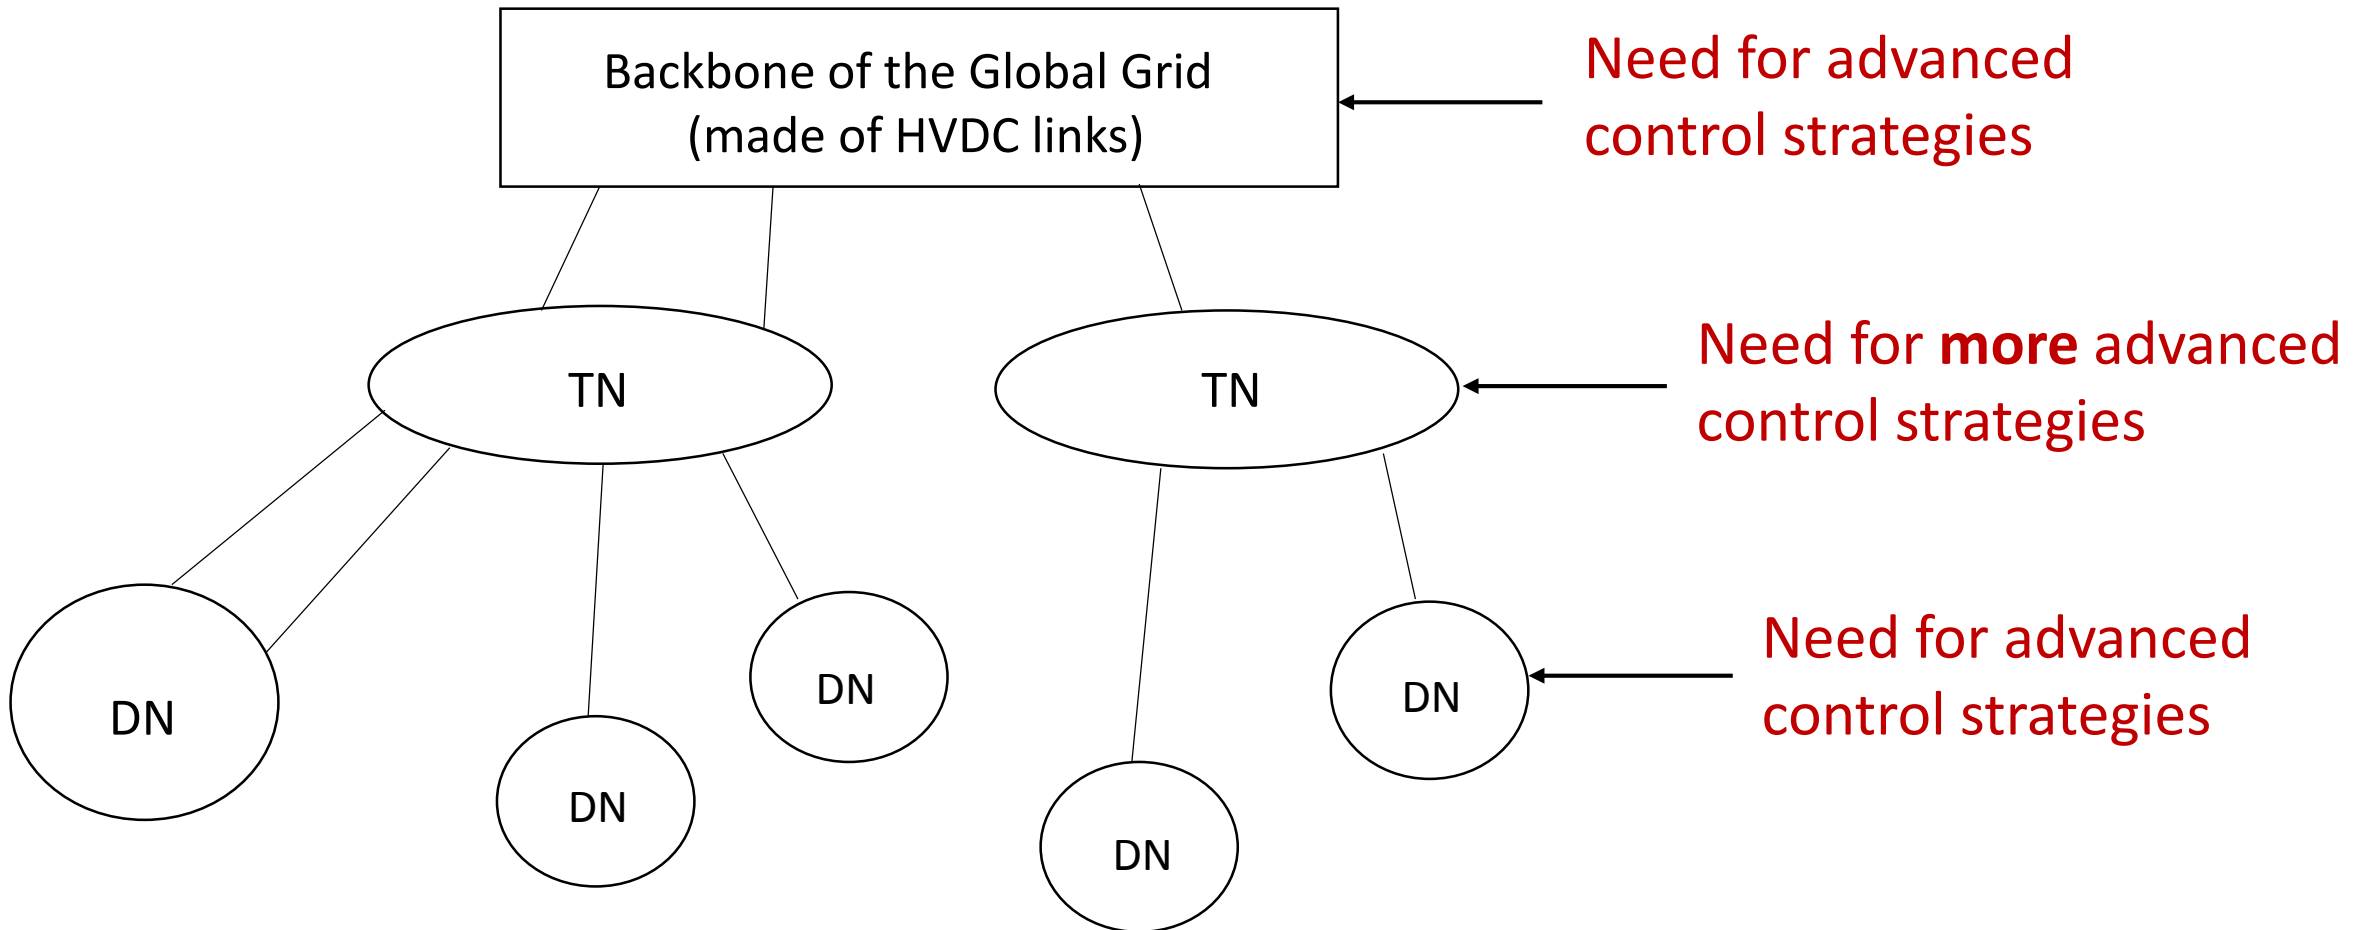 Backbone of the Global Grid
(made of HVDC links)
Need for advanced
control strategies
TN
TN
Need for more advanced
control strategies
DN
DN
DN
DN
DN
Need for advanced
control strategies